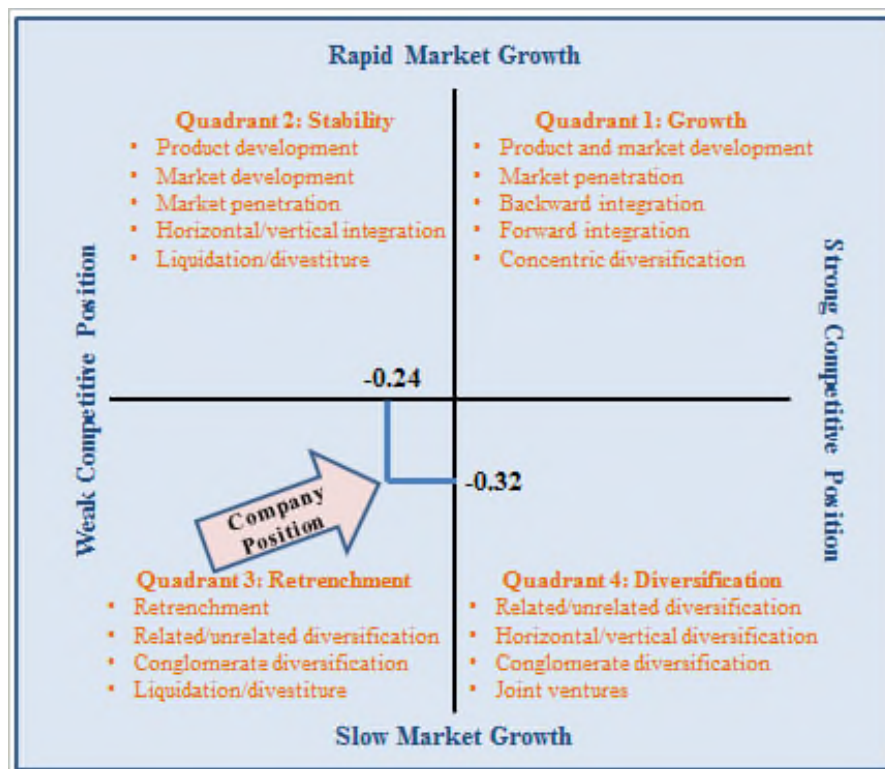 Rapid Market Growth
Quadrant 2: Stability
• Product development
• Market development
• Market penetration
• Horizontal/vertical integration
• Liquidation/divestiture
Quadrant 1: Growth
• Product and market development
• Market penetration
• Backward integration
• Forward integration
• Concentric diversification
Weak Competitive Position
Strong Competitive Position
-0.24
-0.32
Company
Position
Quadrant 3: Retrenchment
• Retrenchment
• Related/unrelated diversification
• Conglomerate diversification
• Liquidation/divestiture
Quadrant 4: Diversification
• Related/unrelated diversification
• Horizontal/vertical diversification
• Conglomerate diversification
• Joint ventures
Slow Market Growth